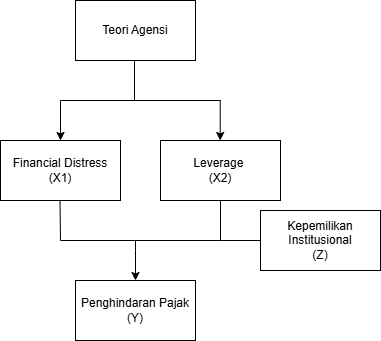 Teori Agensi
Financial Distress
(X1)
Leverage
(X2)
Kepemilikan
Institusional
(Z)
Penghindaran Pajak
(Y)